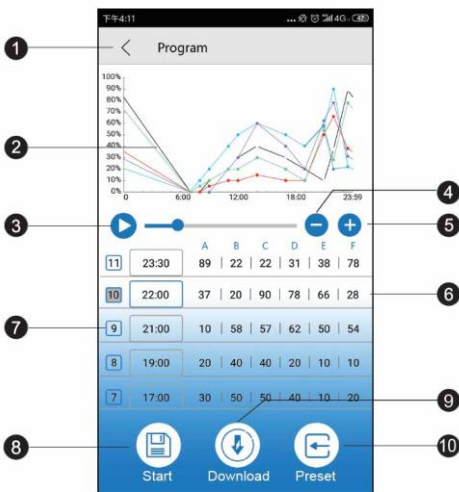 下午4:11 ... 4G
1 Program
100%
90%
80%
70%
60%
50%
40%
30%
20%
10%
0%
0 6:00 12:00 18:00 23:59
2
3
4
5
A B C D E F
11 23:30 89 | 22 | 22 | 31 | 38 | 78
10 22:00 37 | 20 | 90 | 78 | 66 | 28
6
7 9 21:00 10 | 58 | 57 | 62 | 50 | 54
8 19:00 20 | 40 | 40 | 20 | 10 | 10
7 17:00 30 | 50 | 50 | 40 | 10 | 20
9
8
10
Start Download Preset